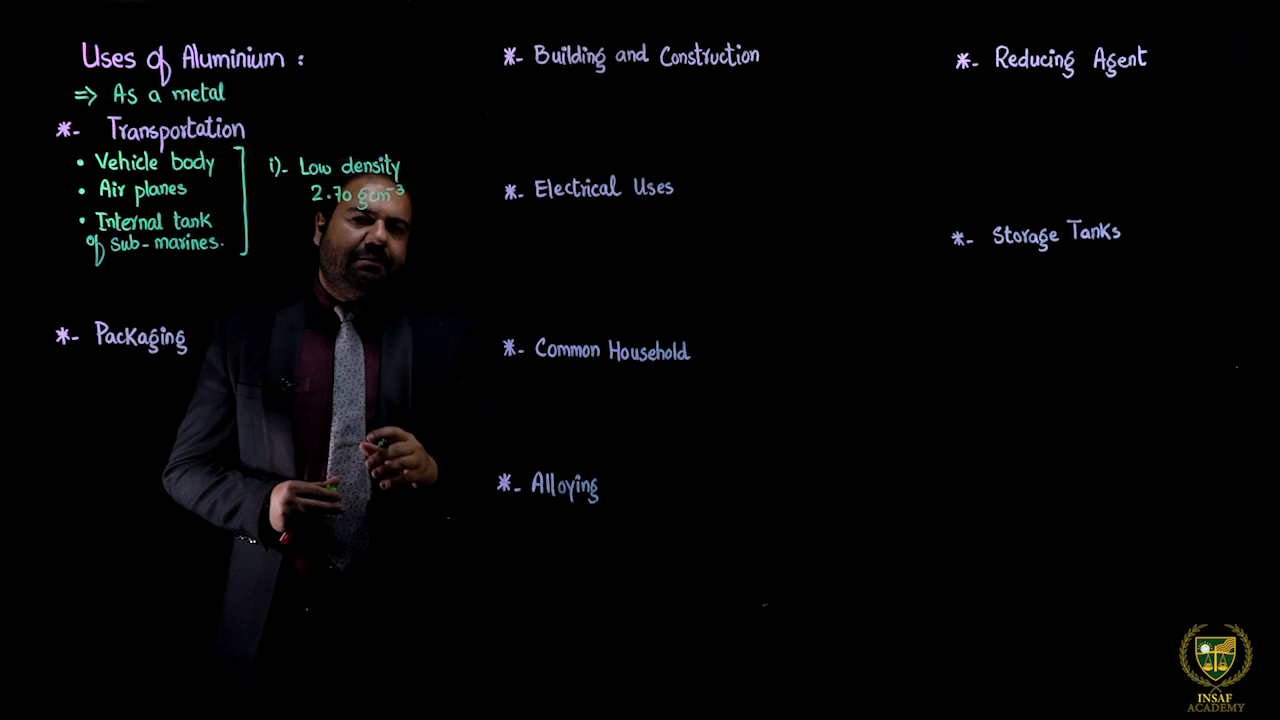 Uses of Aluminium :
⇒ As a metal
*- Transportation
• Vehicle body
• Air planes
• Internal tank
of sub-marines.
i)- Low density
2.70 gcm⁻³
*- Packaging
*- Building and Construction
*- Electrical Uses
*- Common Household
*- Alloying
*- Reducing Agent
*- Storage Tanks
INSAF
ACADEMY